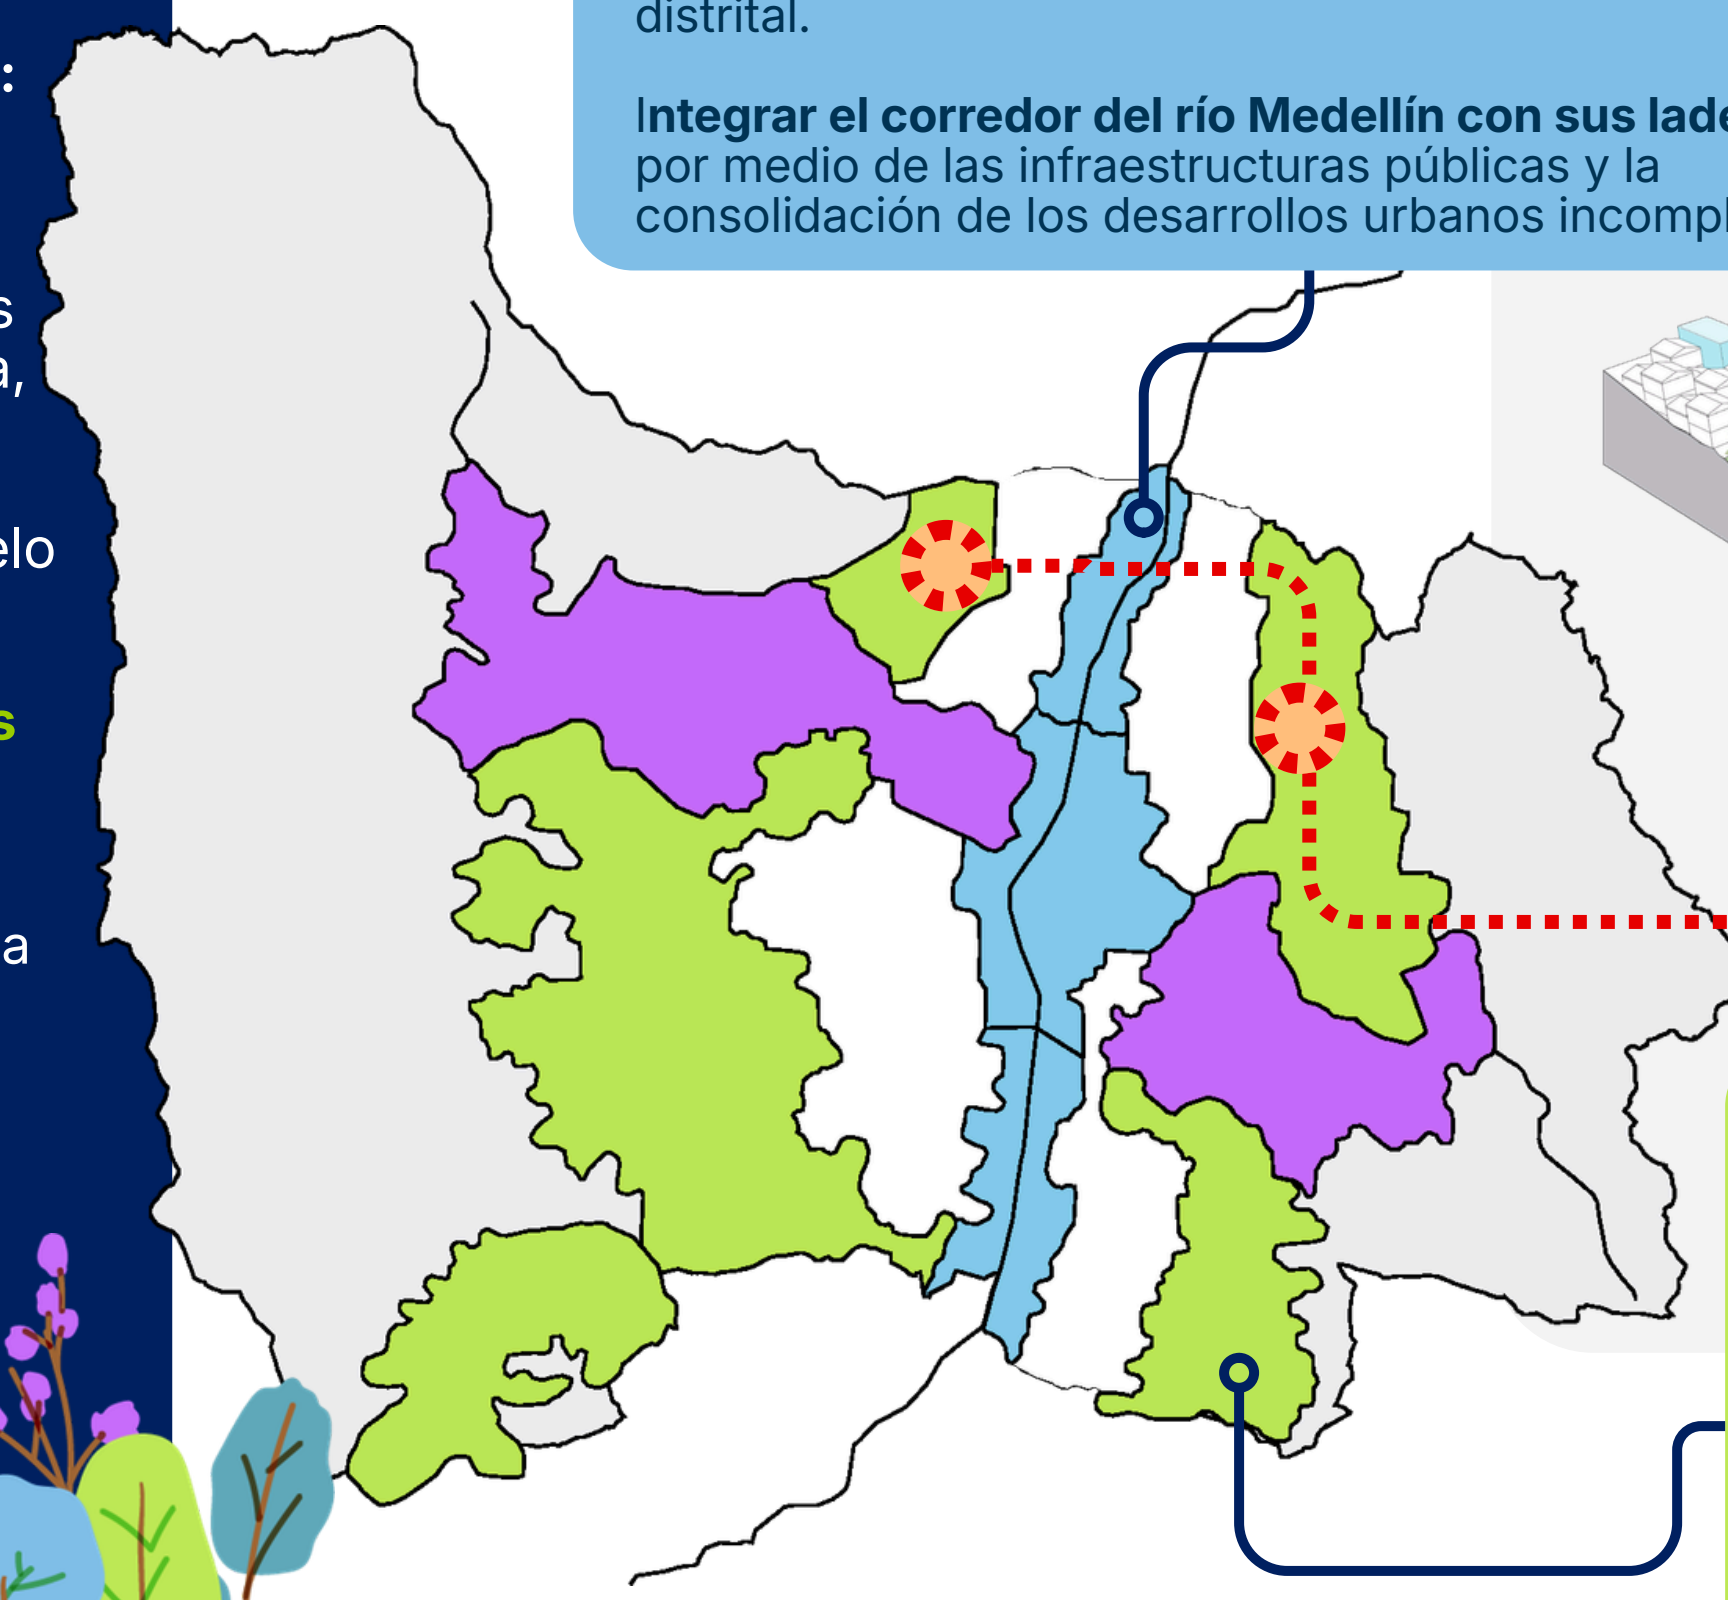 distrital.
Integrar el corredor del río Medellín con sus lade
por medio de las infraestructuras públicas y la
consolidación de los desarrollos urbanos incompl
:
s
a,
elo
s
a